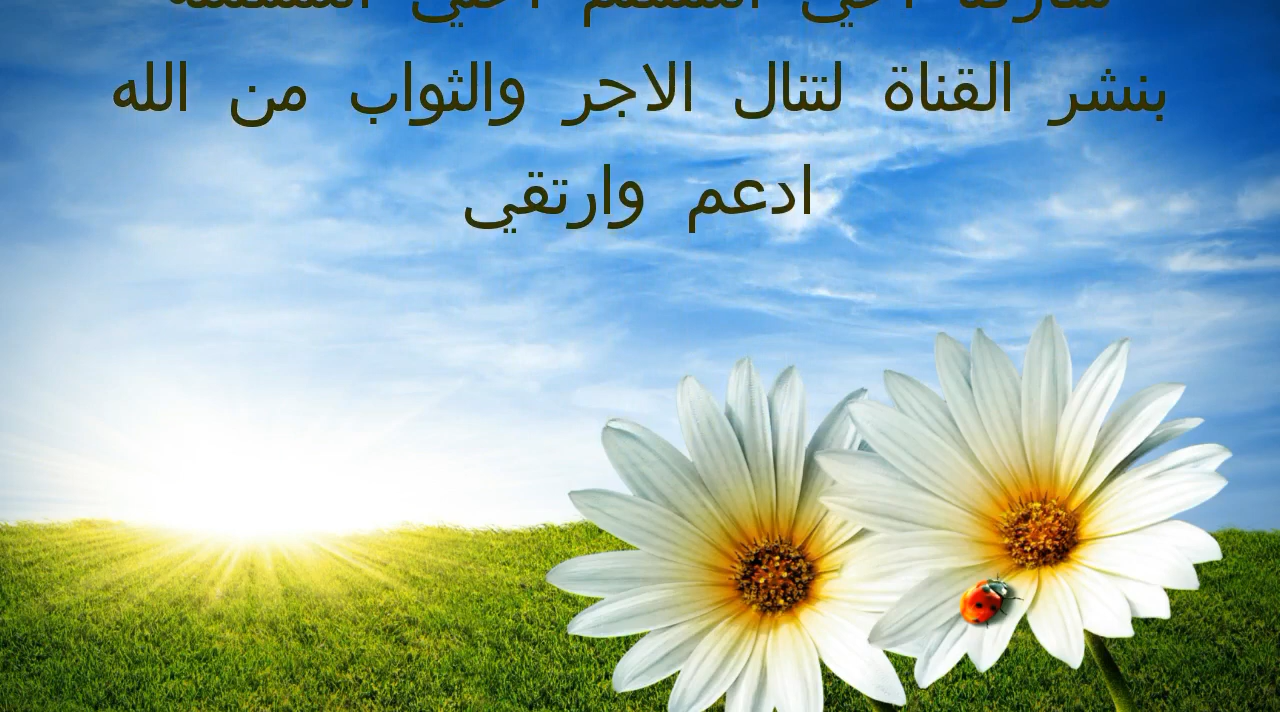 بنشر القناة لتنال الاجر والثواب من الله
ادعم وارتقي